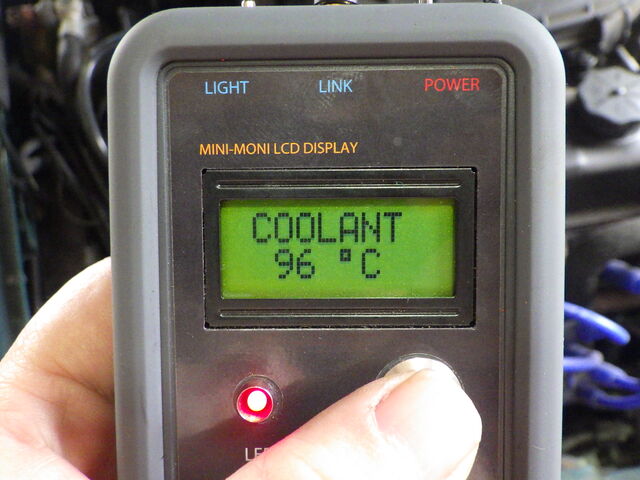 LIGHT LINK POWER
MINI-MONI LCD DISPLAY
COOLANT
96 °C